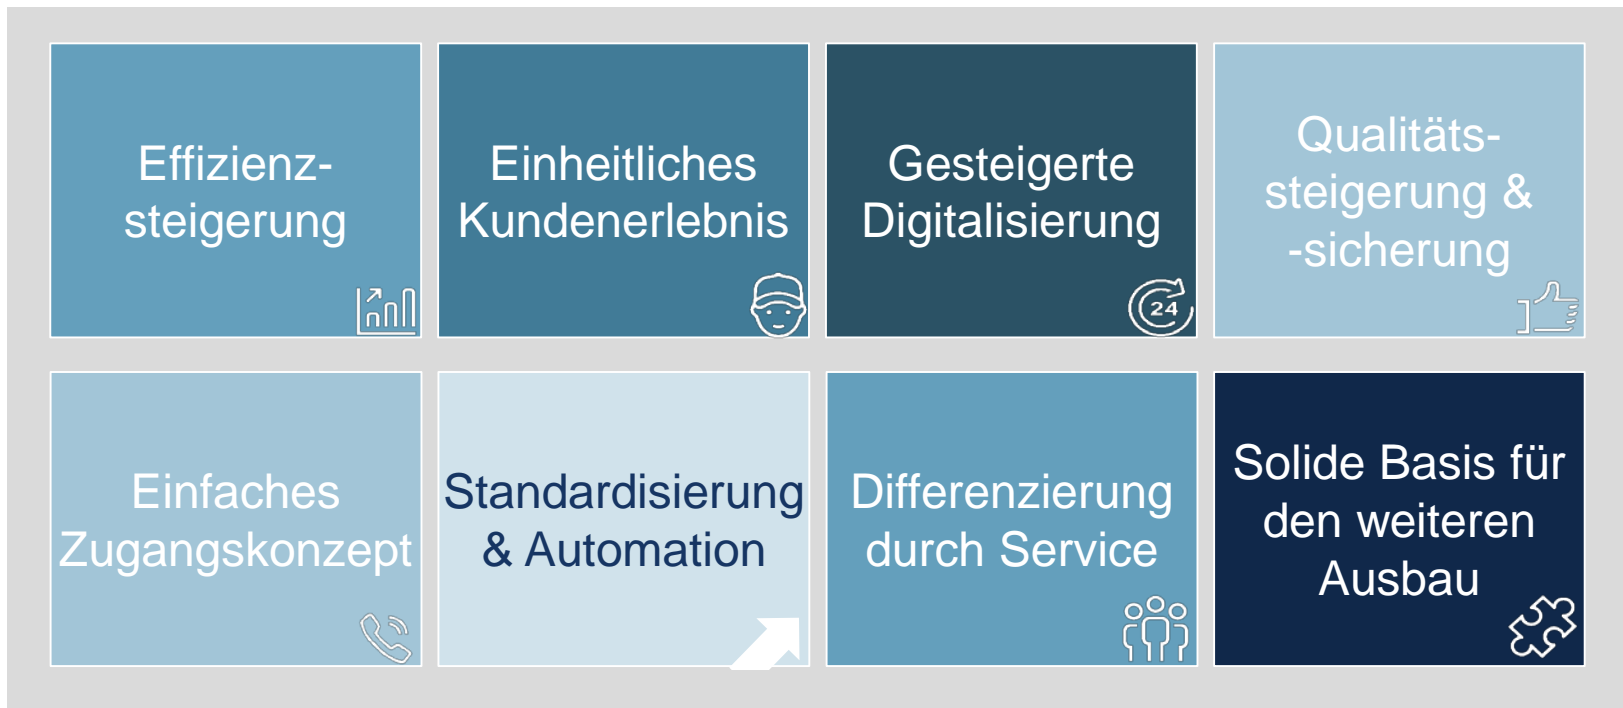 Effizienz-
steigerung
Einheitliches
Kundenerlebnis
Gesteigerte
Digitalisierung
24
Qualitäts-
steigerung &
-sicherung
Einfaches
Zugangskonzept
Standardisierung
& Automation
Differenzierung
durch Service
Solide Basis für
den weiteren
Ausbau